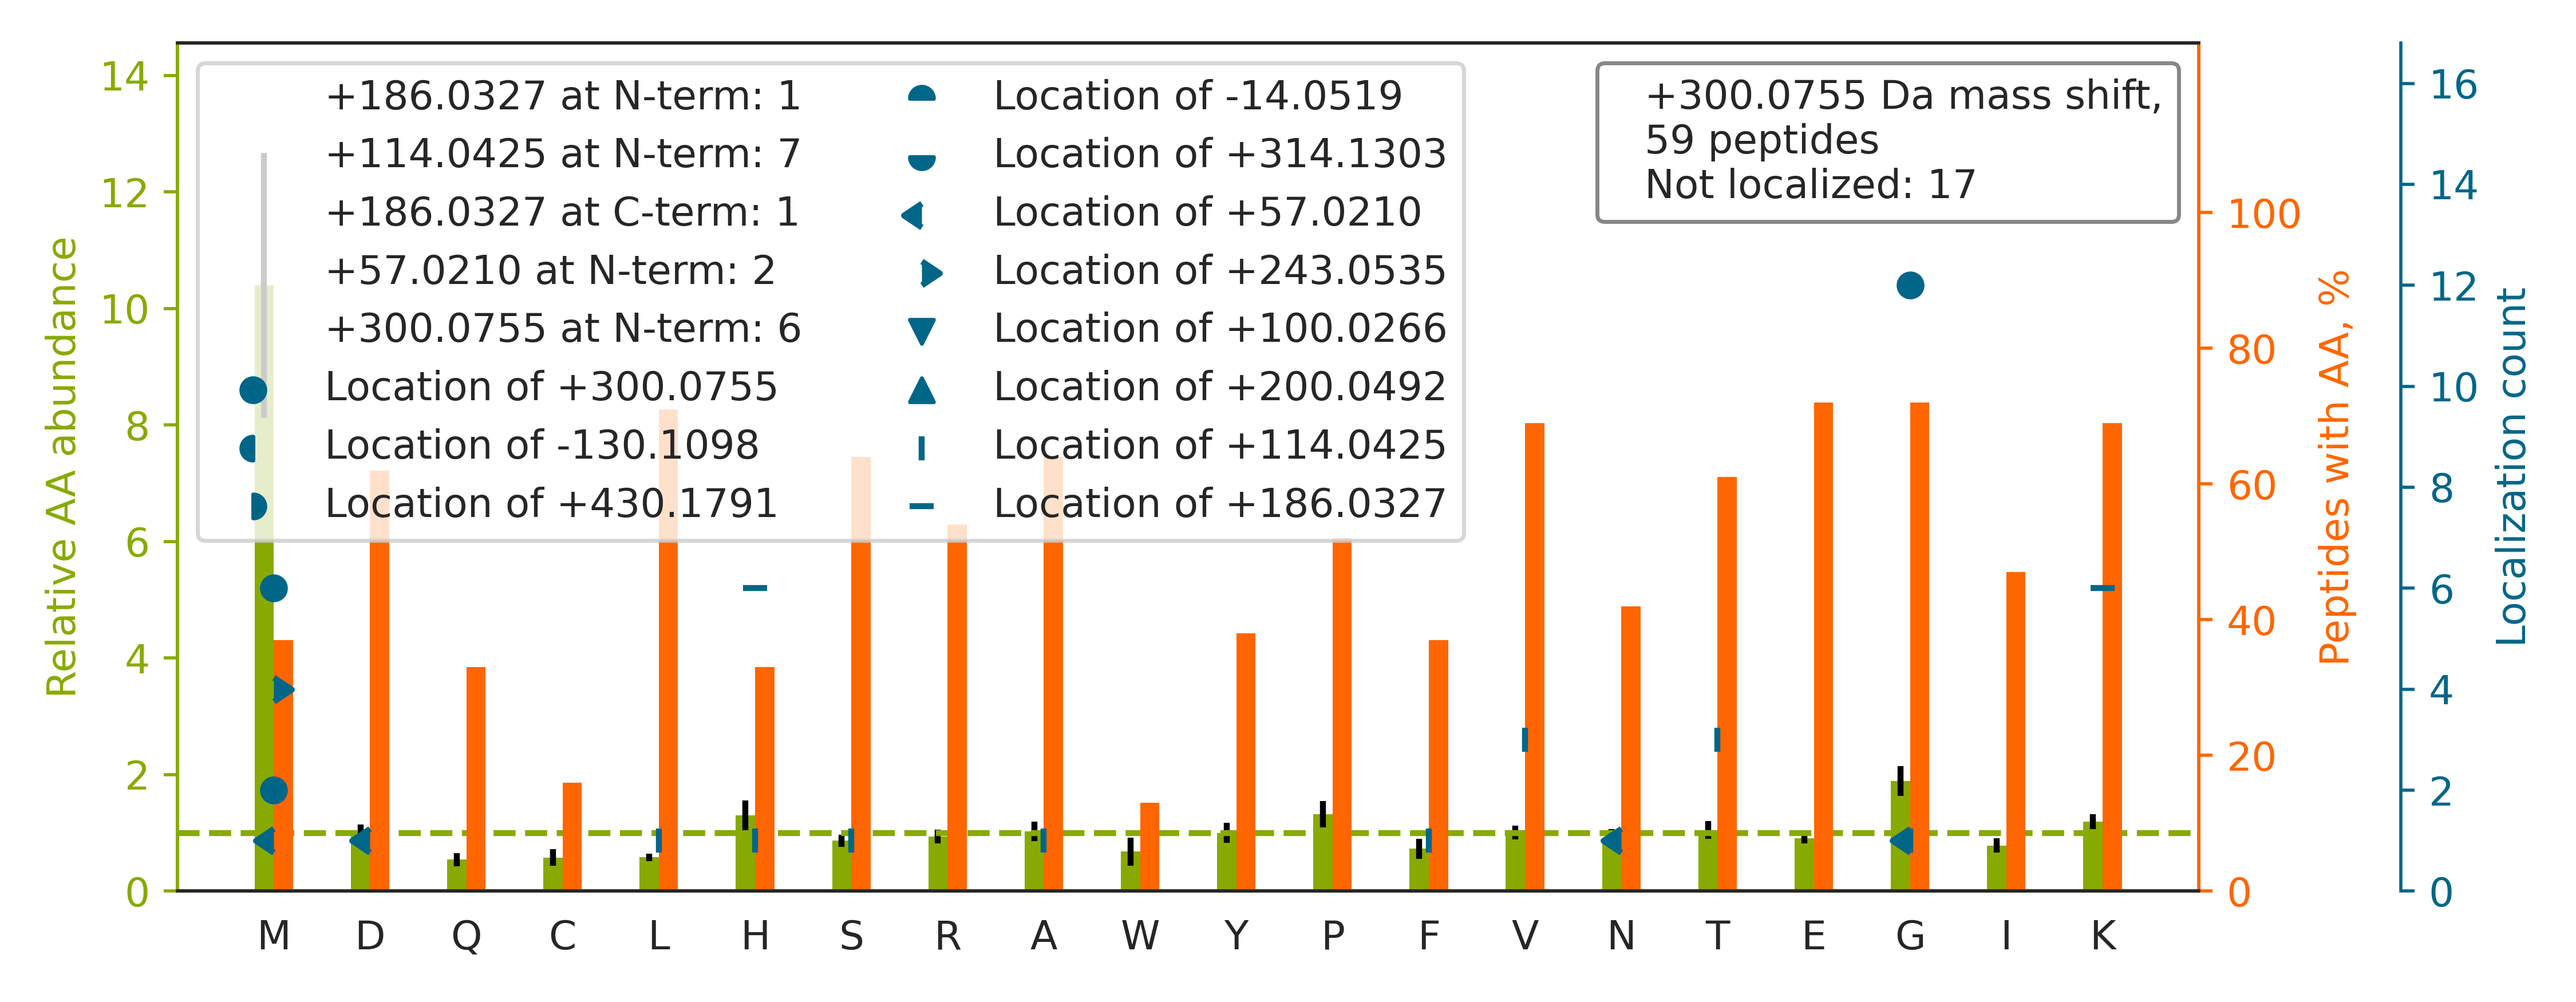 +186.0327 at N-term: 1
+114.0425 at N-term: 7
+186.0327 at C-term: 1
+57.0210 at N-term: 2
+300.0755 at N-term: 6
Location of +300.0755
Location of -130.1098
Location of +430.1791
Location of -14.0519
Location of +314.1303
Location of +57.0210
Location of +243.0535
Location of +100.0266
Location of +200.0492
Location of +114.0425
Location of +186.0327
+300.0755 Da mass shift,
59 peptides
Not localized: 17
Relative AA abundance
14
12
10
8
6
4
2
0
Peptides with AA, %
100
80
60
40
20
0
Localization count
16
14
12
10
8
6
4
2
0
M D Q C L H S R A W Y P F V N T E G I K